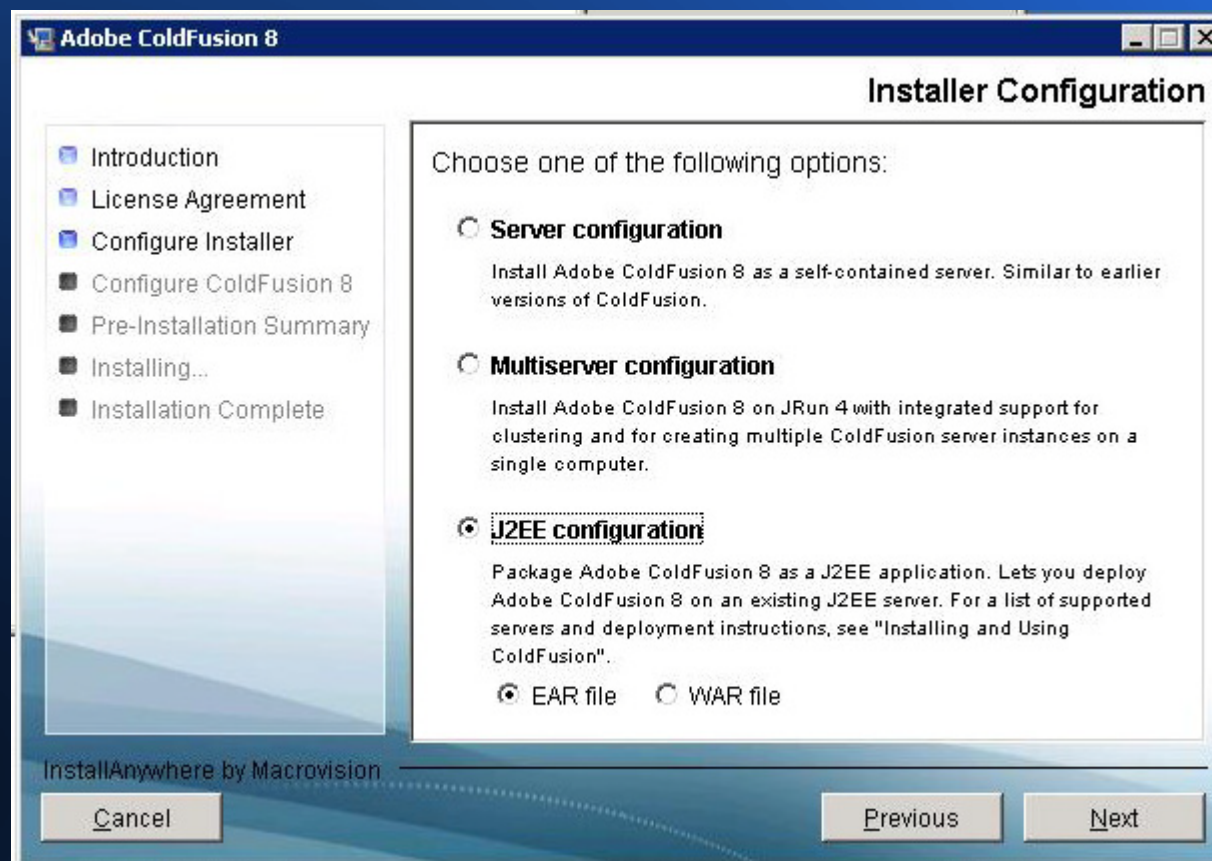 Adobe ColdFusion 8
Installer Configuration
Introduction
License Agreement
Configure Installer
Configure ColdFusion 8
Pre-Installation Summary
Installing...
Installation Complete
Choose one of the following options:
Server configuration
Install Adobe ColdFusion 8 as a self-contained server. Similar to earlier
versions of ColdFusion.
Multiserver configuration
Install Adobe ColdFusion 8 on JRun 4 with integrated support for
clustering and for creating multiple ColdFusion server instances on a
single computer.
J2EE configuration
Package Adobe ColdFusion 8 as a J2EE application. Lets you deploy
Adobe ColdFusion 8 on an existing J2EE server. For a list of supported
servers and deployment instructions, see "Installing and Using
ColdFusion".
EAR file WAR file
InstallAnywhere by Macrovision
Cancel Previous Next